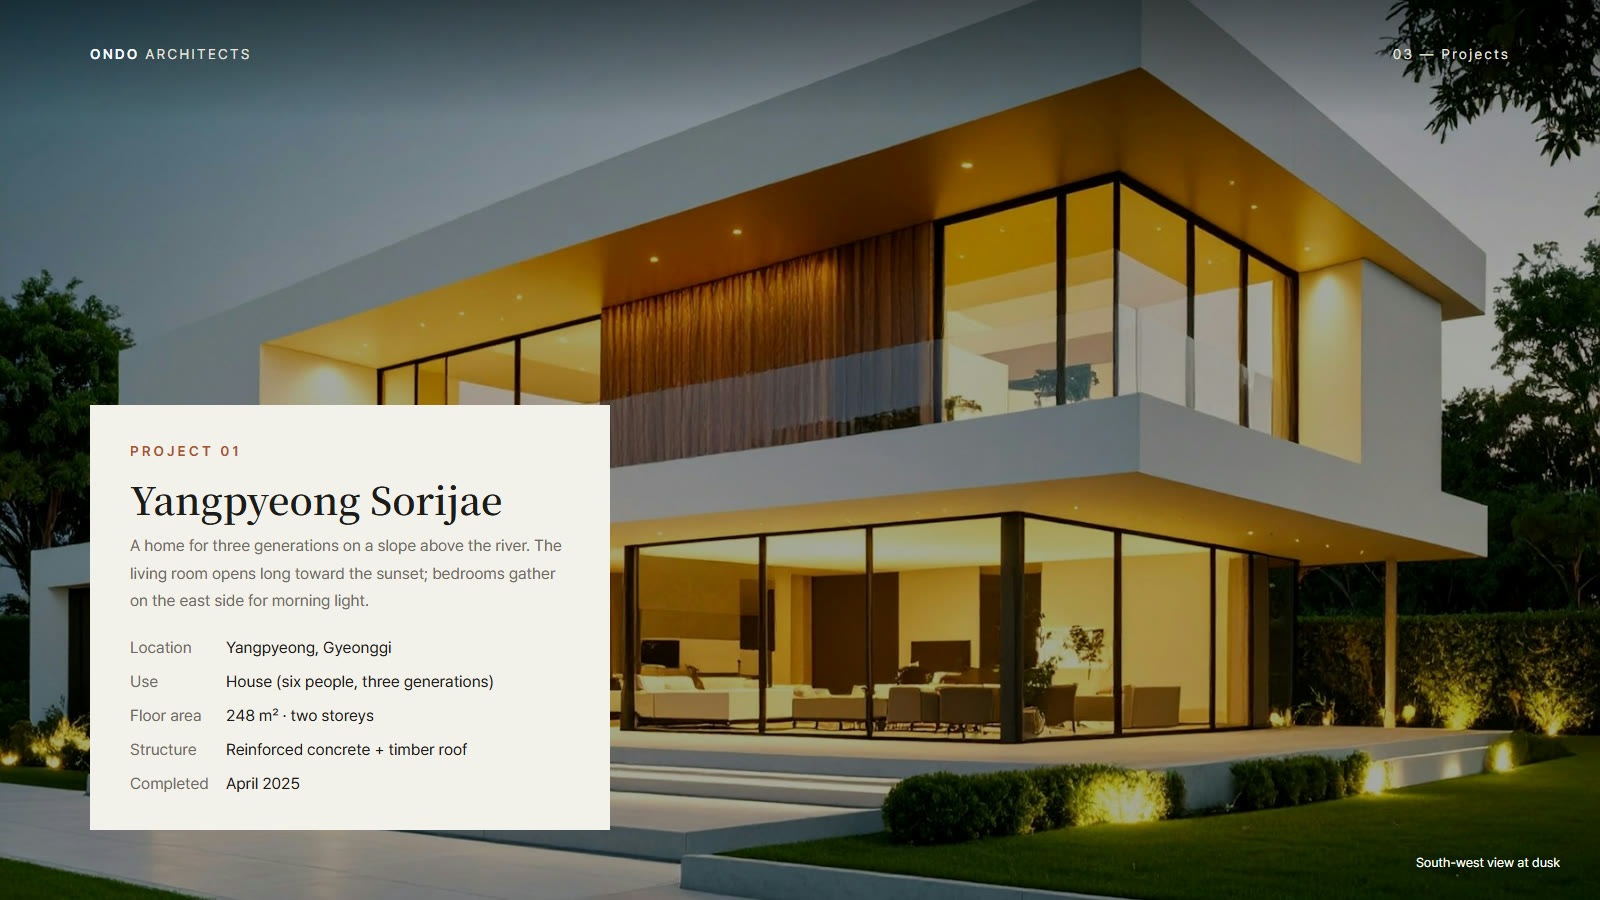 ONDO ARCHITECTS
03 — Projects
PROJECT 01
Yangpyeong Sorijae
A home for three generations on a slope above the river. The
living room opens long toward the sunset; bedrooms gather
on the east side for morning light.
Location Yangpyeong, Gyeonggi
Use House (six people, three generations)
Floor area 248 m² · two storeys
Structure Reinforced concrete + timber roof
Completed April 2025
South-west view at dusk